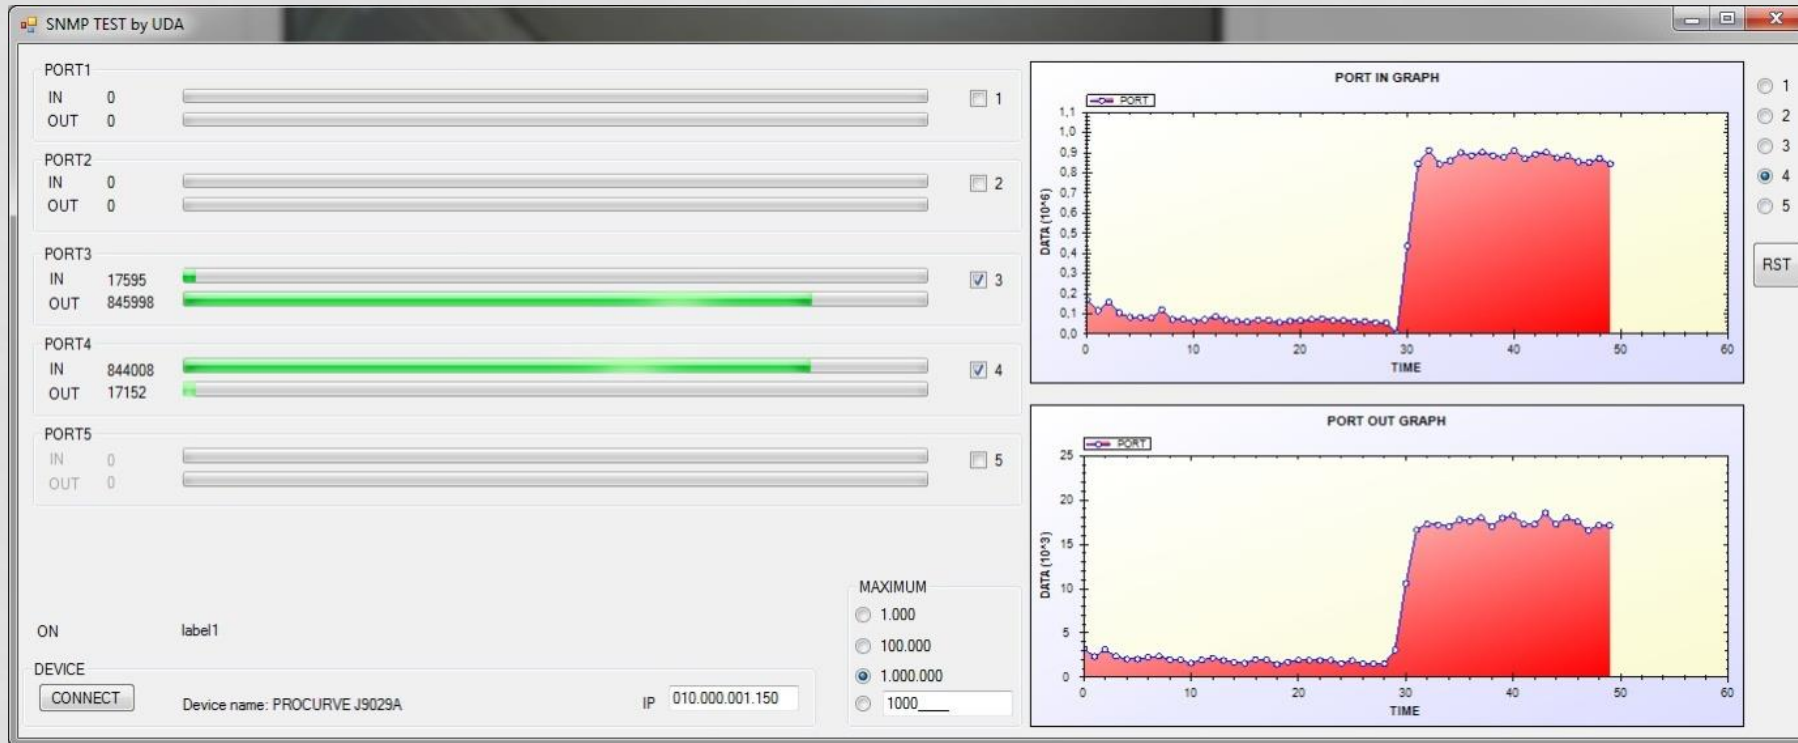 SNMP TEST by UDA
PORT1
IN 0
OUT 0
1
PORT2
IN 0
OUT 0
2
PORT3
IN 17595
OUT 845998
3
PORT4
IN 844008
OUT 17152
4
PORT5
IN 0
OUT 0
5
ON label1
DEVICE
CONNECT
Device name: PROCURVE J9029A
IP 010.000.001.150
MAXIMUM
1.000
100.000
1.000.000
1000____
PORT IN GRAPH
PORT
DATA (10^6)
1,1
1,0
0,9
0,8
0,7
0,6
0,5
0,4
0,3
0,2
0,1
0,0
0 10 20 30 40 50 60
TIME
PORT OUT GRAPH
PORT
DATA (10^3)
25
20
15
10
5
0
0 10 20 30 40 50 60
TIME
1
2
3
4
5
RST